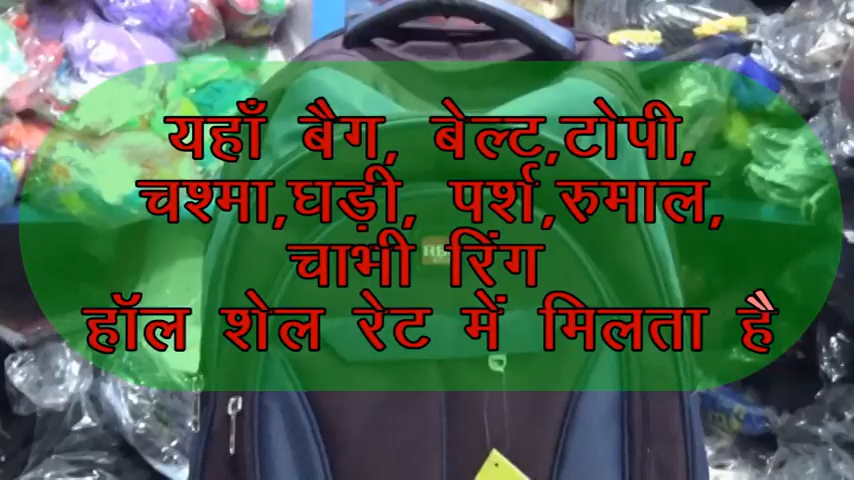 यहाँ बैग, बेल्ट,टोपी,
चश्मा,घड़ी, पर्श,रुमाल,
चाभी रिंग
हॉल शेल रेट में मिलता है